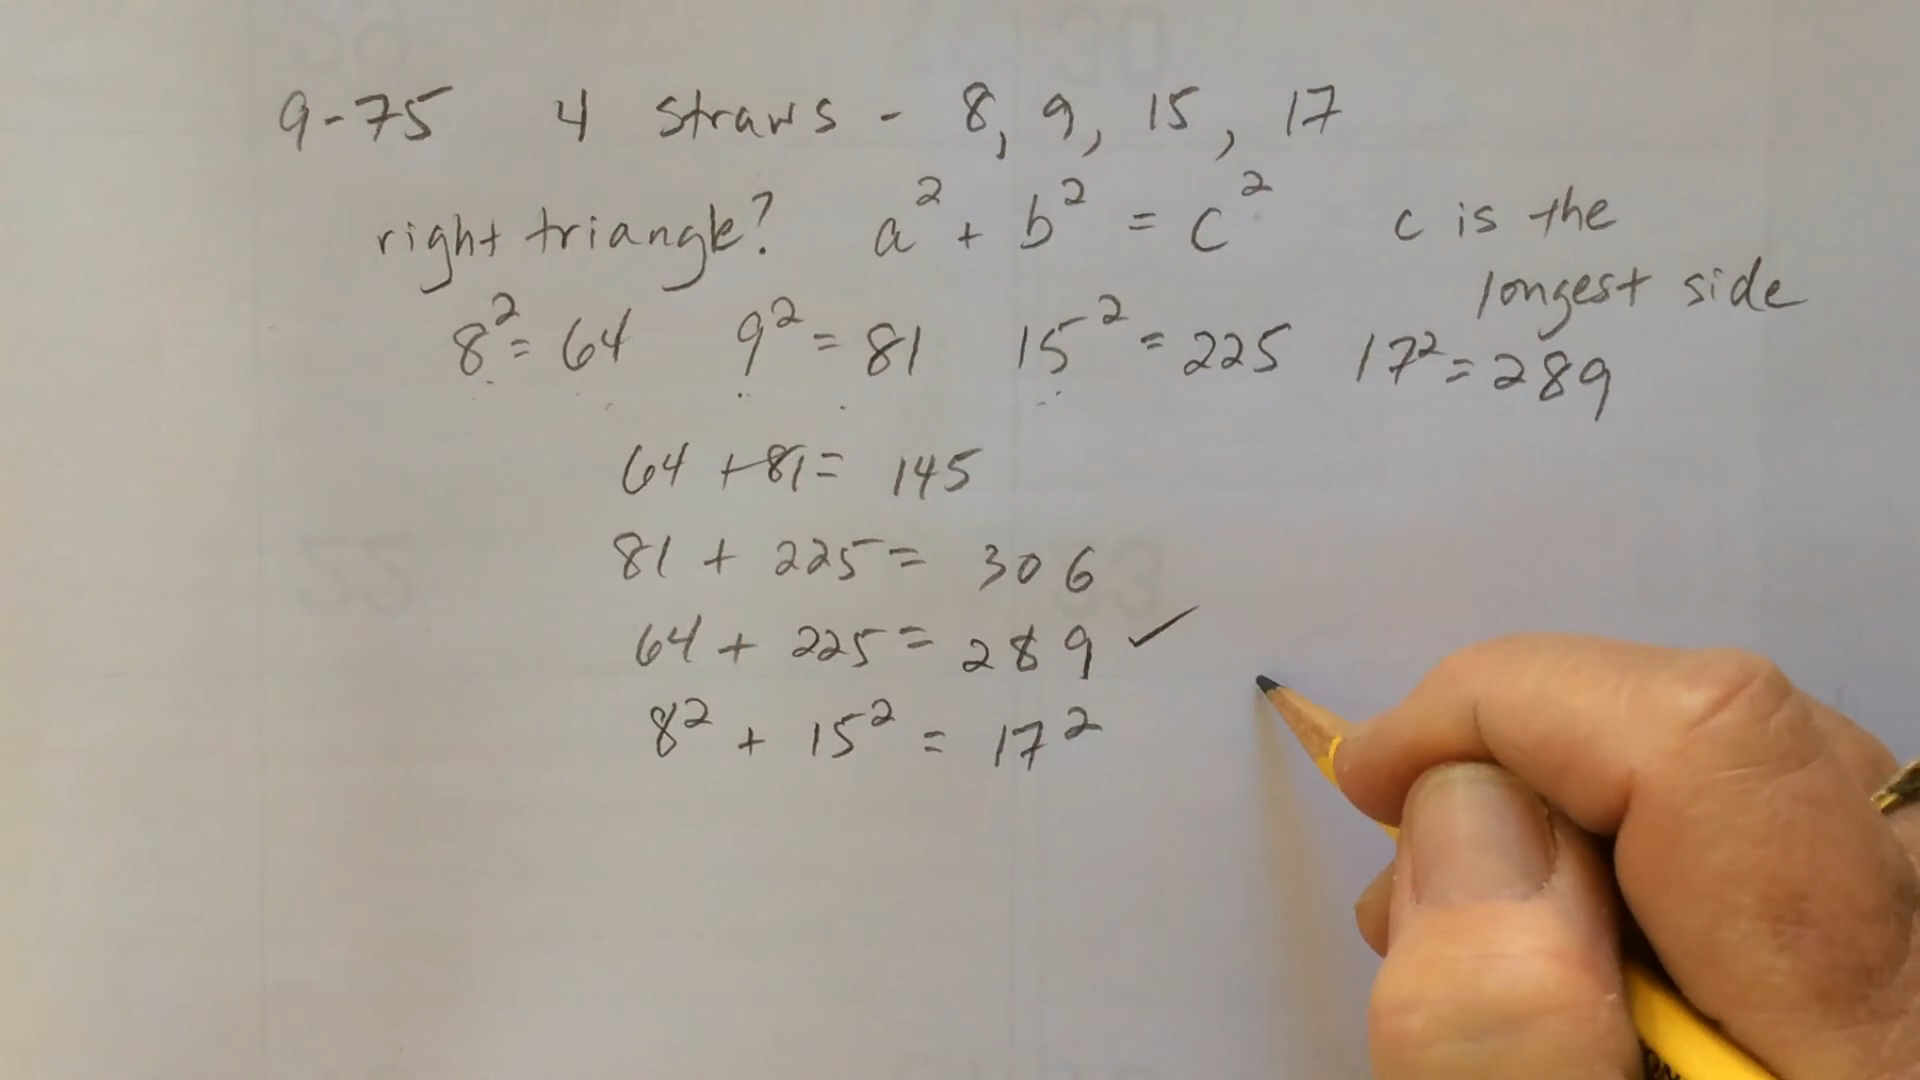 9-75 4 straws - 8, 9, 15, 17
right triangle? a² + b² = c² c is the
longest side
8² = 64 9² = 81 15² = 225 17² = 289
64 + 81 = 145
81 + 225 = 306
64 + 225 = 289 ✓
8² + 15² = 17²